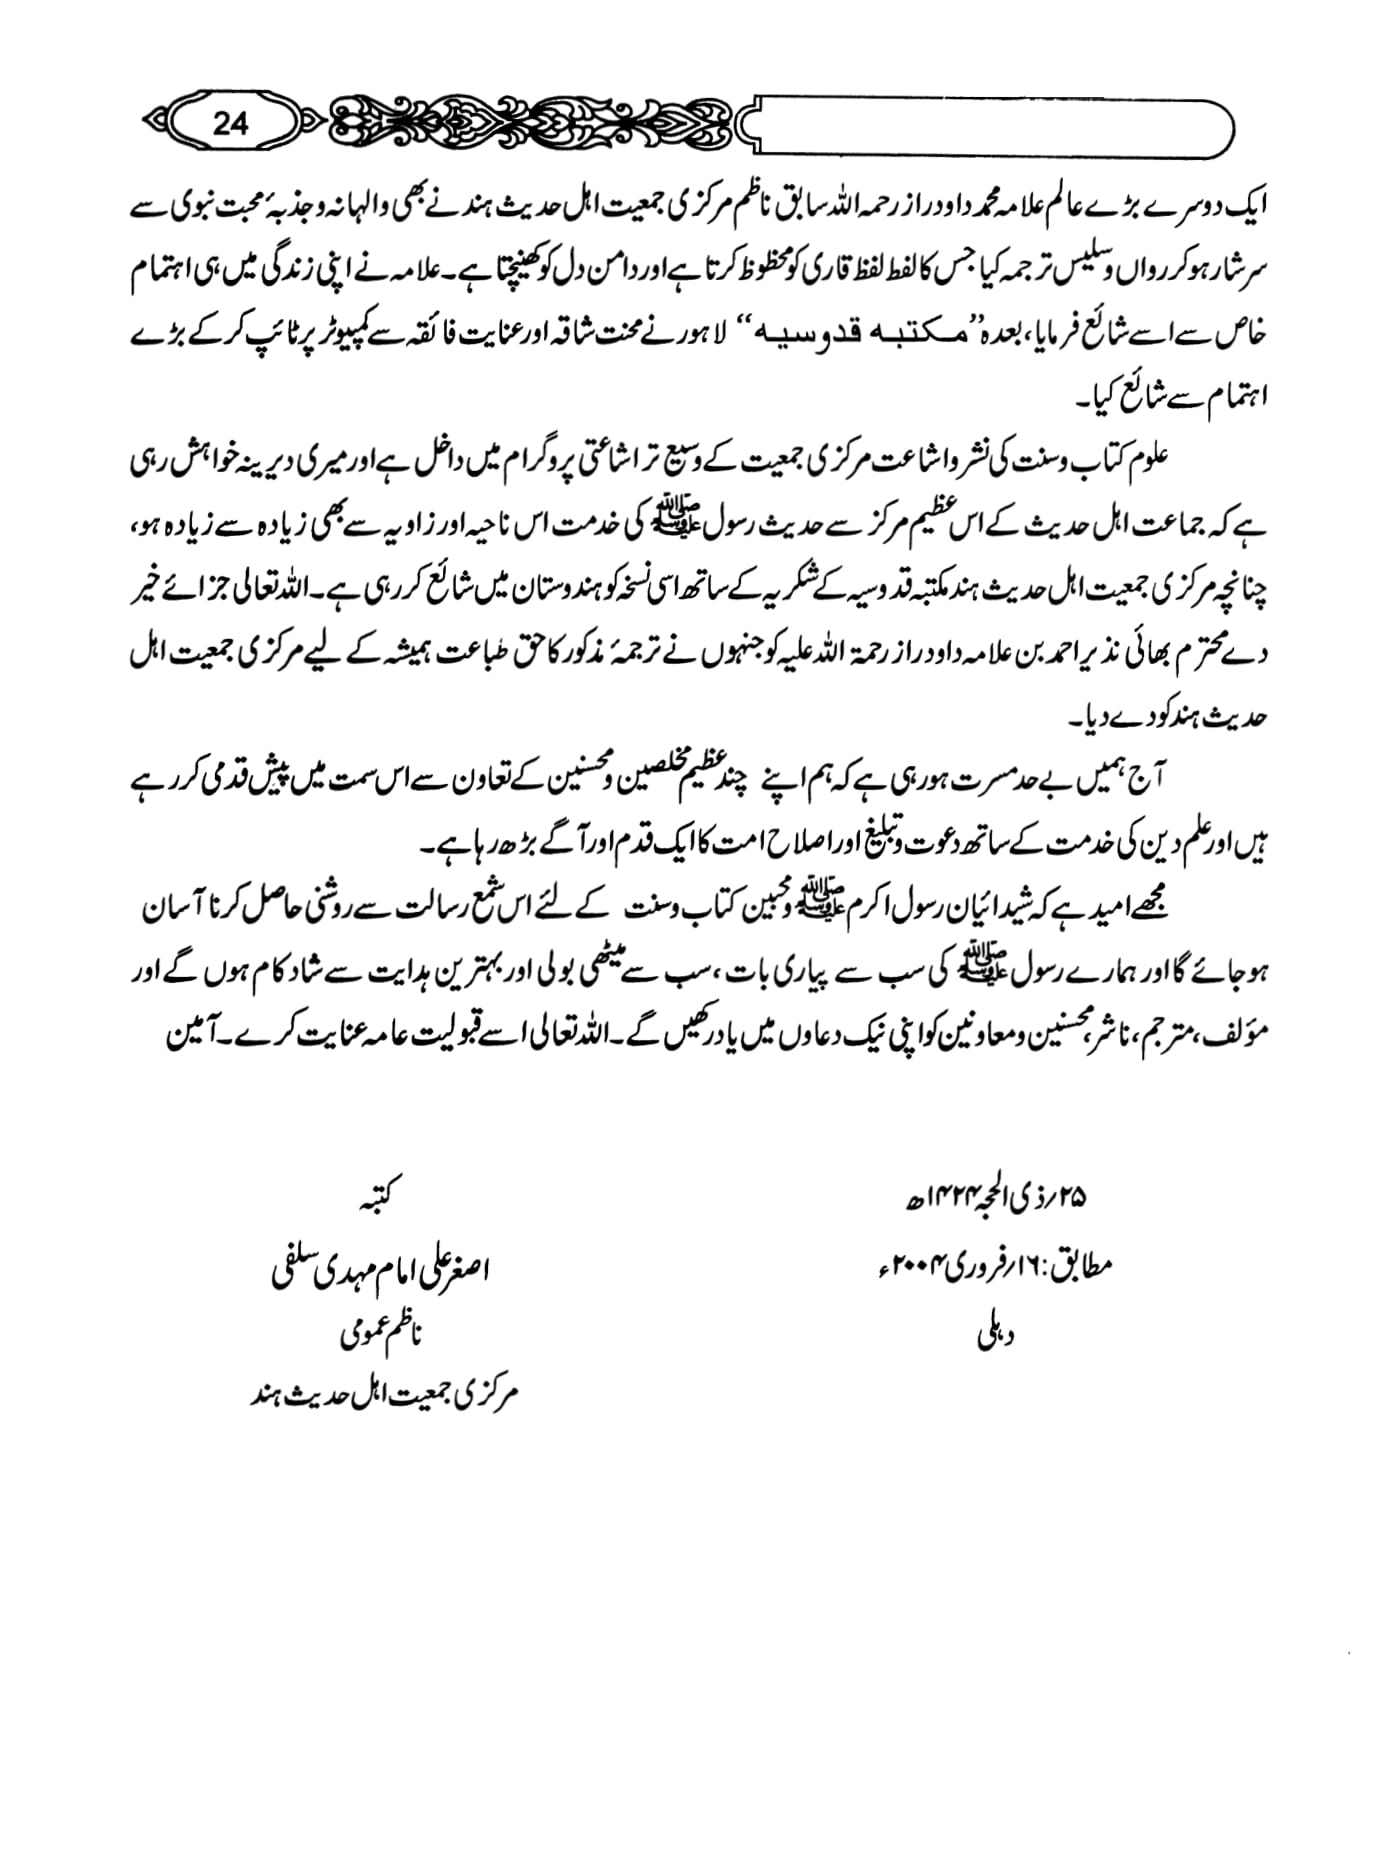 24
ایک دوسرے بڑے عالم علامہ محمد داود راز رحمہ اللہ سابق ناظم مرکزی جمعیت اہل حدیث ہند نے بھی والہانہ و جذبۂ محبت نبوی سے
سرشار ہوکر رواں وسلیس ترجمہ کیا جس کا لفظ لفظ قاری کو محظوظ کرتا ہے اور دامن دل کو کھینچتا ہے۔ علامہ نے اپنی زندگی میں ہی اہتمام
خاص سے اسے شائع فرمایا، بعدہ ”مکتبہ قدوسیہ“ لاہور نے محنت شاقہ اور عنایت فائقہ سے کمپیوٹر پر ٹائپ کر کے بڑے
اہتمام سے شائع کیا۔
علوم کتاب وسنت کی نشر واشاعت مرکزی جمعیت کے وسیع تر اشاعتی پروگرام میں داخل ہے اور میری دیرینہ خواہش رہی
ہے کہ جماعت اہل حدیث کے اس عظیم مرکز سے حدیث رسول ﷺ کی خدمت اس ناحیہ اور زاویہ سے بھی زیادہ سے زیادہ ہو،
چنانچہ مرکزی جمعیت اہل حدیث ہند مکتبہ قدوسیہ کے شکریہ کے ساتھ اسی نسخہ کو ہندوستان میں شائع کر رہی ہے۔ اللہ تعالی جزائے خیر
دے محترم بھائی نذیر احمد بن علامہ داود راز رحمۃ اللہ علیہ کو جنہوں نے ترجمۂ مذکور کا حق طباعت ہمیشہ کے لیے مرکزی جمعیت اہل
حدیث ہند کو دے دیا۔
آج ہمیں بے حد مسرت ہو رہی ہے کہ ہم اپنے چند عظیم مخلصین و محسنین کے تعاون سے اس سمت میں پیش قدمی کر رہے
ہیں اور علم دین کی خدمت کے ساتھ دعوت و تبلیغ اور اصلاح امت کا ایک قدم اور آگے بڑھ رہا ہے۔
مجھے امید ہے کہ شیدائیان رسول اکرم ﷺ و محبین کتاب وسنت کے لئے اس شمع رسالت سے روشنی حاصل کرنا آسان
ہو جائے گا اور ہمارے رسول ﷺ کی سب سے پیاری بات، سب سے میٹھی بولی اور بہترین ہدایت سے شاد کام ہوں گے اور
مؤلف، مترجم، ناشر، محسنین و معاونین کو اپنی نیک دعاوں میں یاد رکھیں گے۔ اللہ تعالی اسے قبولیت عامہ عنایت کرے۔ آمین
۲۵؍ذی الحجہ ۱۴۲۴ھ
مطابق: ۱۶؍فروری ۲۰۰۴ء
دہلی
کتبہ
اصغر علی امام مہدی سلفی
ناظم عمومی
مرکزی جمعیت اہل حدیث ہند